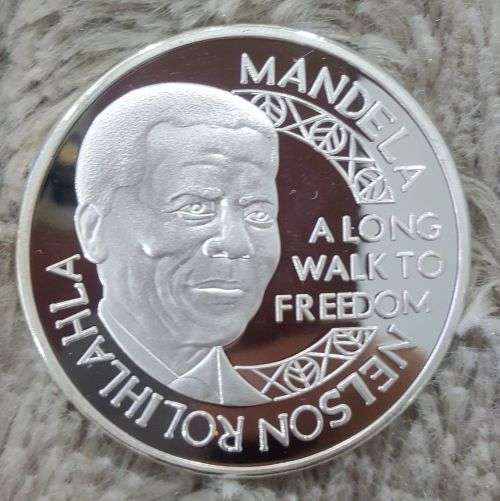 NELSON ROLIHLAHLA
MANDELA
A LONG
WALK TO
FREEDOM